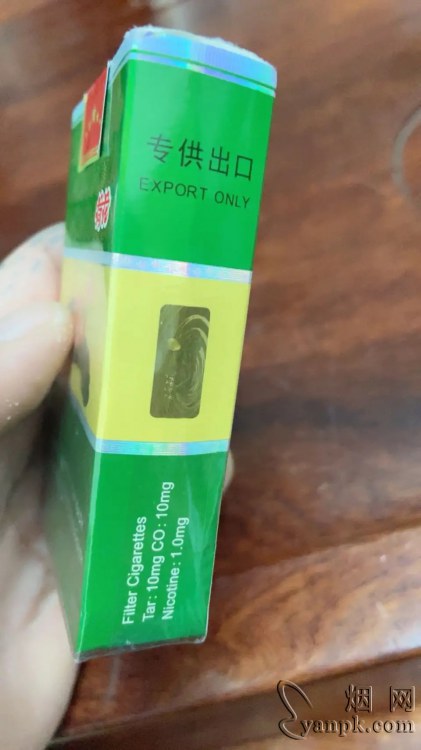 专供出口
EXPORT ONLY
Filter Cigarettes
Tar: 10mg CO: 10mg
Nicotine: 1.0mg
烟网
yanpk.com